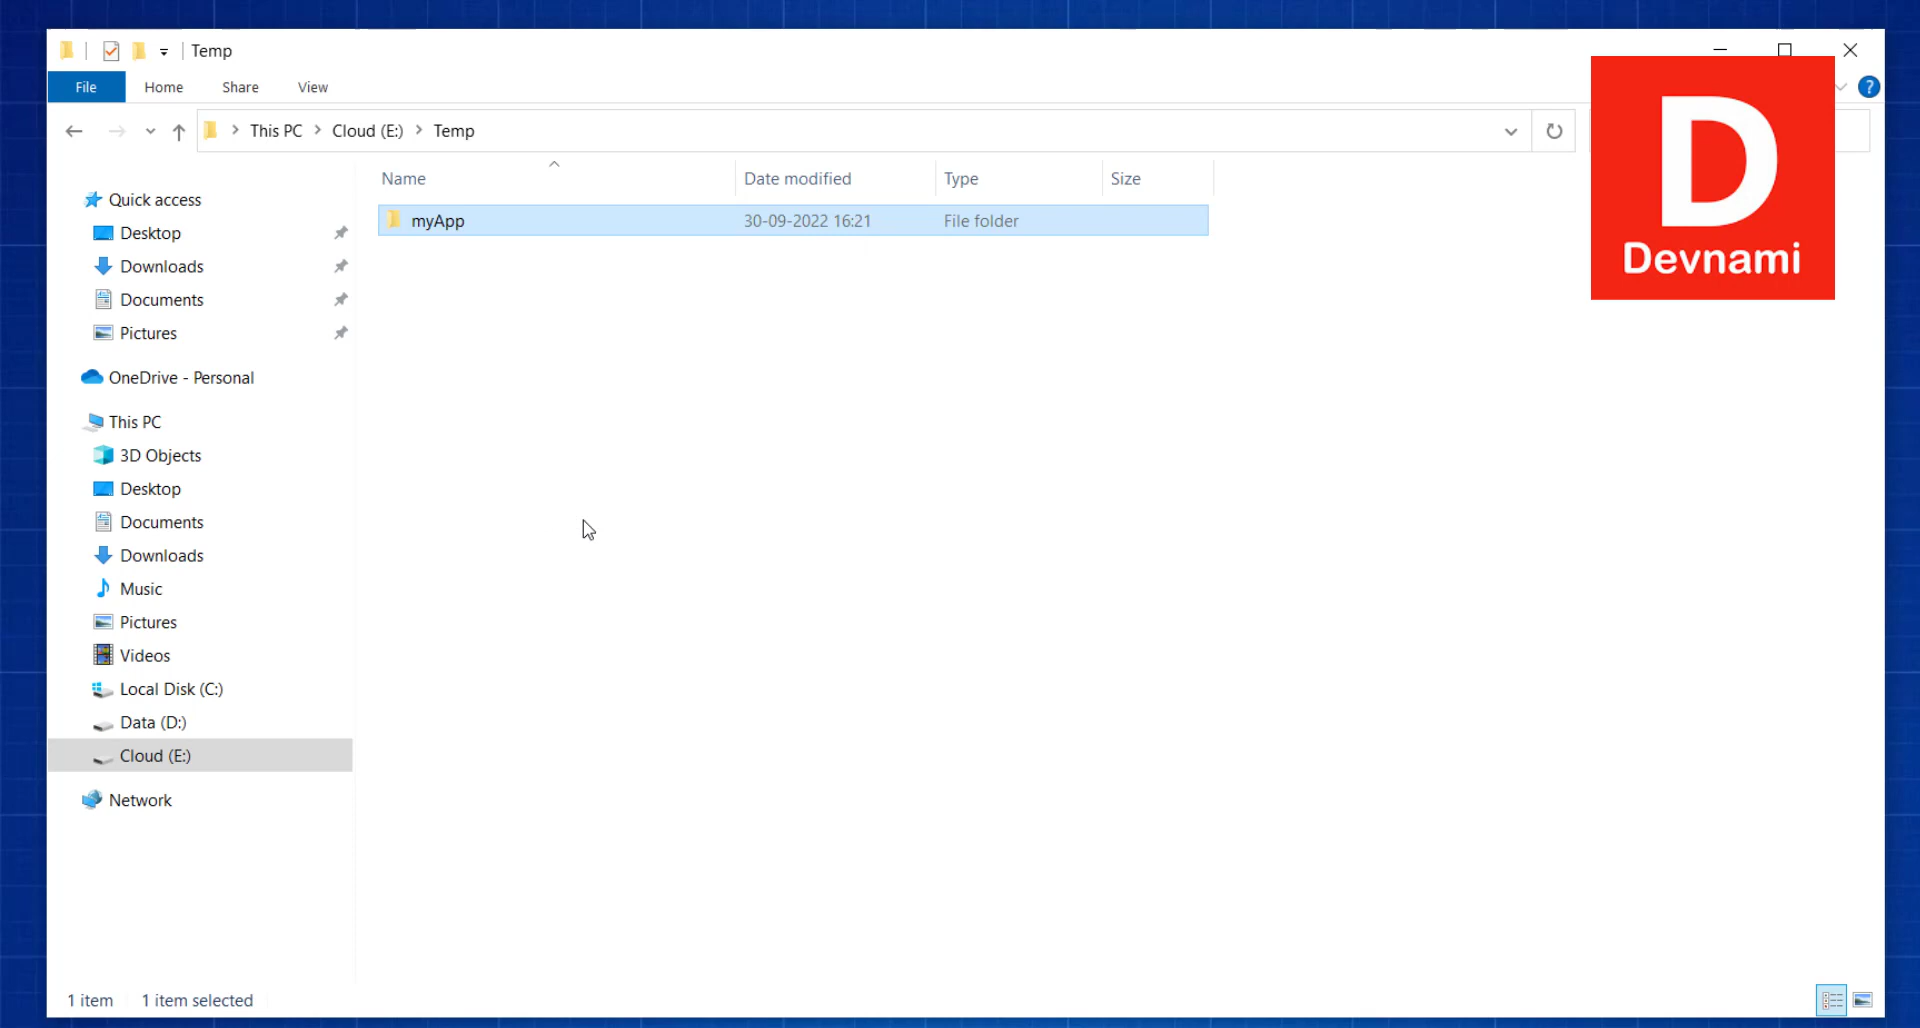 Temp
File Home Share View
?
This PC Cloud (E:) Temp
Name Date modified Type Size
myApp 30-09-2022 16:21 File folder
Quick access
Desktop
Downloads
Documents
Pictures
OneDrive - Personal
This PC
3D Objects
Desktop
Documents
Downloads
Music
Pictures
Videos
Local Disk (C:)
Data (D:)
Cloud (E:)
Network
1 item 1 item selected
D
Devnami